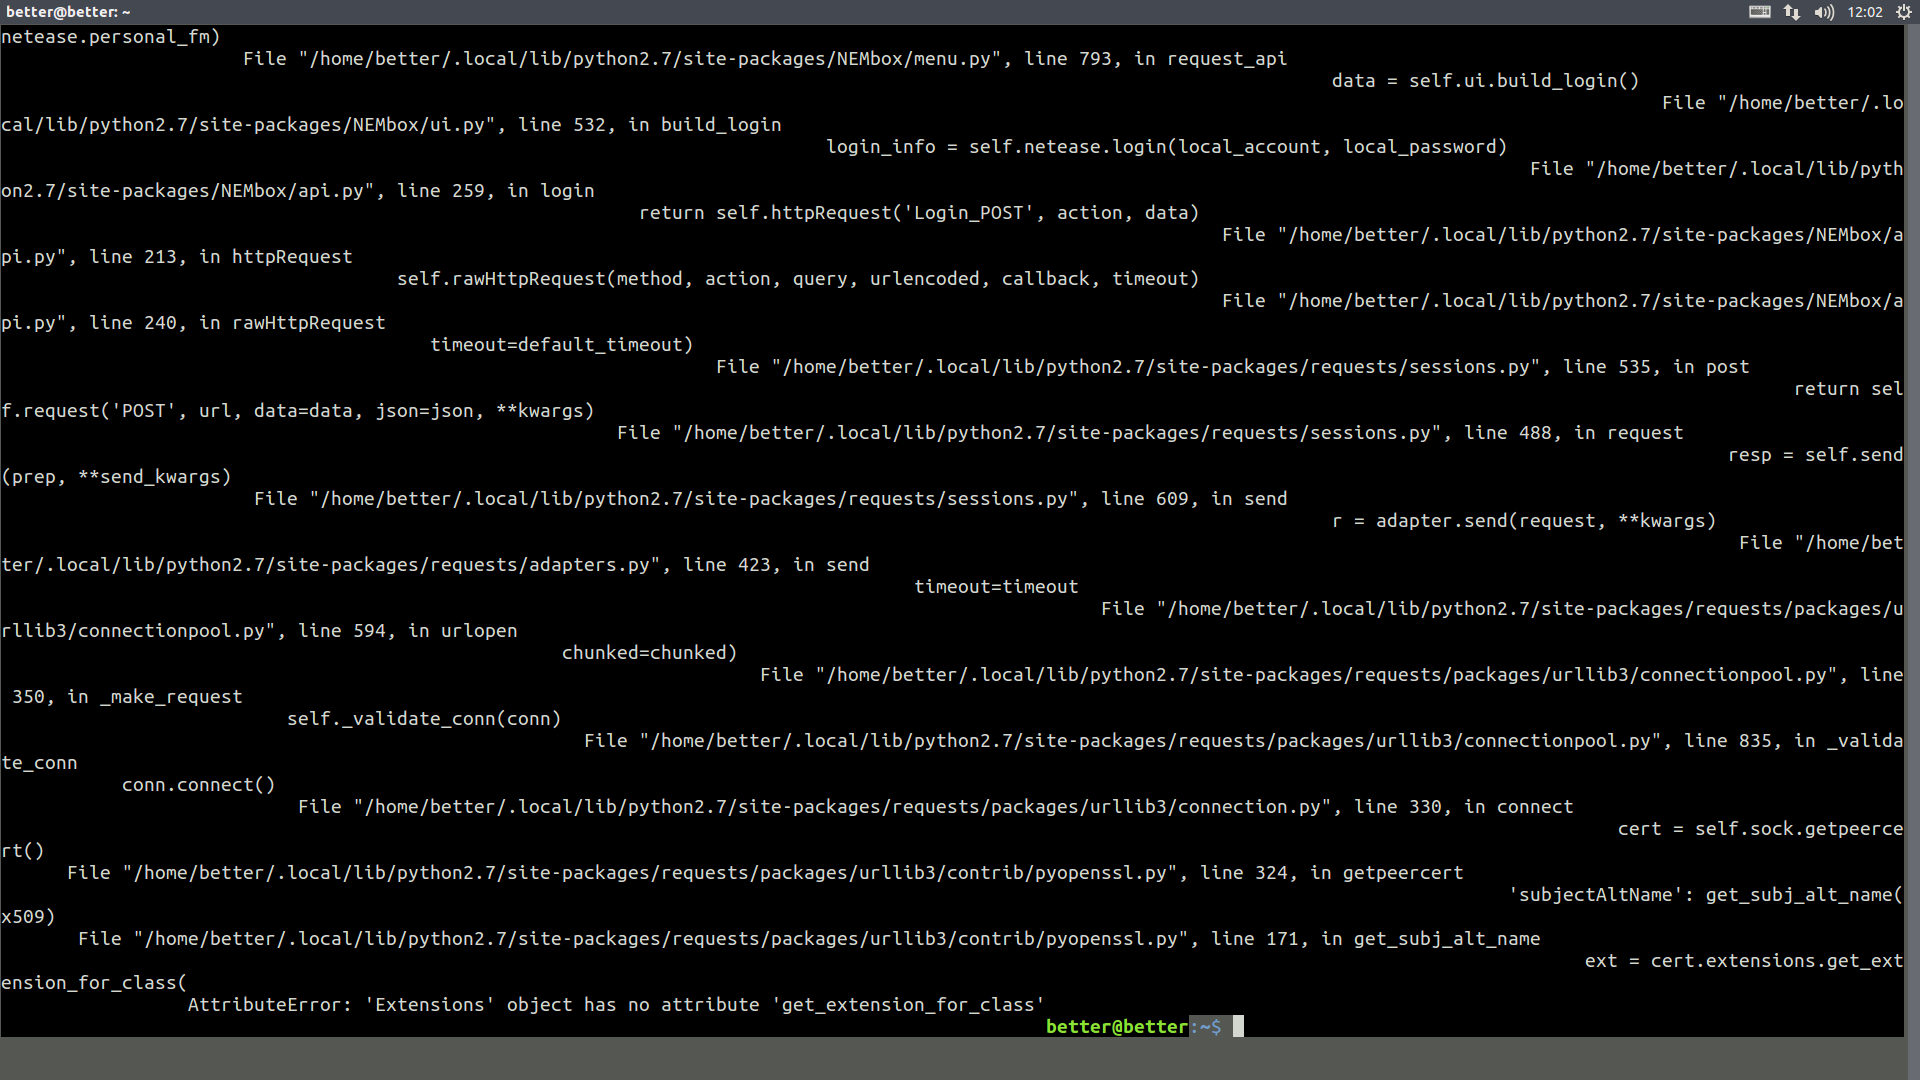 better@better: ~
12:02
netease.personal_fm)
File "/home/better/.local/lib/python2.7/site-packages/NEMbox/menu.py", line 793, in request_api
data = self.ui.build_login()
File "/home/better/.lo
cal/lib/python2.7/site-packages/NEMbox/ui.py", line 532, in build_login
login_info = self.netease.login(local_account, local_password)
File "/home/better/.local/lib/pyth
on2.7/site-packages/NEMbox/api.py", line 259, in login
return self.httpRequest('Login_POST', action, data)
File "/home/better/.local/lib/python2.7/site-packages/NEMbox/a
pi.py", line 213, in httpRequest
self.rawHttpRequest(method, action, query, urlencoded, callback, timeout)
File "/home/better/.local/lib/python2.7/site-packages/NEMbox/a
pi.py", line 240, in rawHttpRequest
timeout=default_timeout)
File "/home/better/.local/lib/python2.7/site-packages/requests/sessions.py", line 535, in post
return sel
f.request('POST', url, data=data, json=json, **kwargs)
File "/home/better/.local/lib/python2.7/site-packages/requests/sessions.py", line 488, in request
resp = self.send
(prep, **send_kwargs)
File "/home/better/.local/lib/python2.7/site-packages/requests/sessions.py", line 609, in send
r = adapter.send(request, **kwargs)
File "/home/bet
ter/.local/lib/python2.7/site-packages/requests/adapters.py", line 423, in send
timeout=timeout
File "/home/better/.local/lib/python2.7/site-packages/requests/packages/u
rllib3/connectionpool.py", line 594, in urlopen
chunked=chunked)
File "/home/better/.local/lib/python2.7/site-packages/requests/packages/urllib3/connectionpool.py", line
350, in _make_request
self._validate_conn(conn)
File "/home/better/.local/lib/python2.7/site-packages/requests/packages/urllib3/connectionpool.py", line 835, in _valida
te_conn
conn.connect()
File "/home/better/.local/lib/python2.7/site-packages/requests/packages/urllib3/connection.py", line 330, in connect
cert = self.sock.getpeerce
rt()
File "/home/better/.local/lib/python2.7/site-packages/requests/packages/urllib3/contrib/pyopenssl.py", line 324, in getpeercert
'subjectAltName': get_subj_alt_name(
x509)
File "/home/better/.local/lib/python2.7/site-packages/requests/packages/urllib3/contrib/pyopenssl.py", line 171, in get_subj_alt_name
ext = cert.extensions.get_ext
ension_for_class(
AttributeError: 'Extensions' object has no attribute 'get_extension_for_class'
better@better:~$